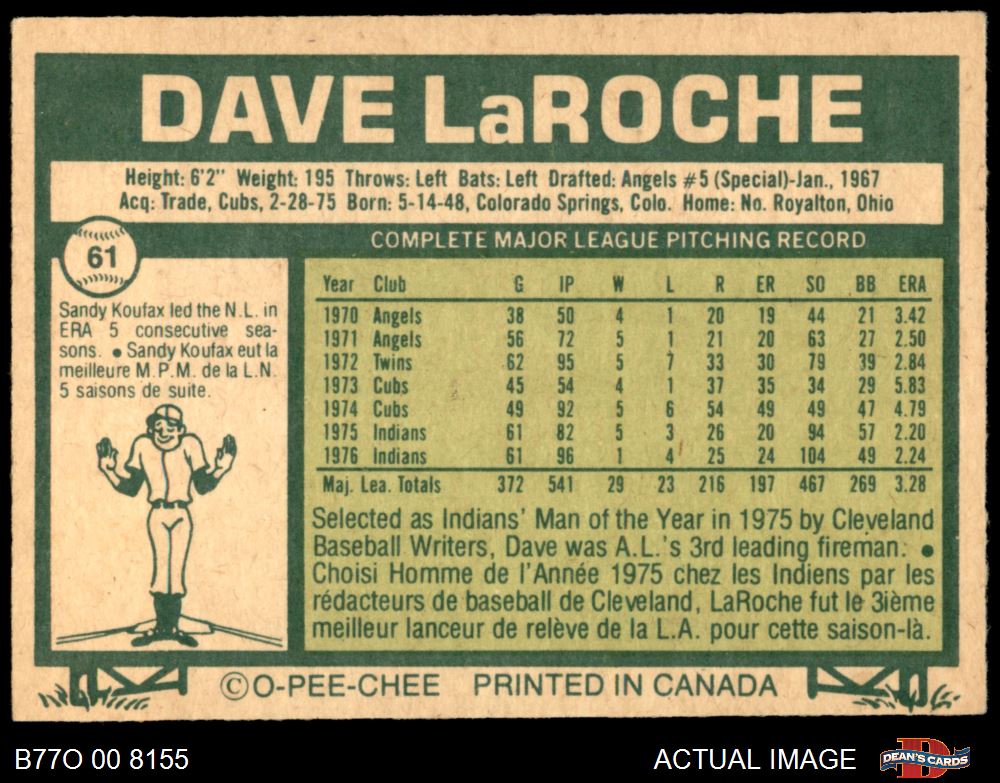 DAVE LaROCHE
Height: 6'2" Weight: 195 Throws: Left Bats: Left Drafted: Angels #5 (Special)-Jan., 1967
Acq: Trade, Cubs, 2-28-75 Born: 5-14-48, Colorado Springs, Colo. Home: No. Royalton, Ohio
61
COMPLETE MAJOR LEAGUE PITCHING RECORD
Sandy Koufax led the N.L. in
ERA 5 consecutive sea-
sons. • Sandy Koufax eut la
meilleure M.P.M. de la L.N.
5 saisons de suite.
Year Club G IP W L R ER SO BB ERA
1970 Angels 38 50 4 1 20 19 44 21 3.42
1971 Angels 56 72 5 1 21 20 63 27 2.50
1972 Twins 62 95 5 7 33 30 79 39 2.84
1973 Cubs 45 54 4 1 37 35 34 29 5.83
1974 Cubs 49 92 5 6 54 49 49 47 4.79
1975 Indians 61 82 5 3 26 20 94 57 2.20
1976 Indians 61 96 1 4 25 24 104 49 2.24
Maj. Lea. Totals 372 541 29 23 216 197 467 269 3.28
Selected as Indians' Man of the Year in 1975 by Cleveland
Baseball Writers, Dave was A.L.'s 3rd leading fireman. •
Choisi Homme de l'Année 1975 chez les Indiens par les
rédacteurs de baseball de Cleveland, LaRoche fut le 3ième
meilleur lanceur de relève de la L.A. pour cette saison-là.
©O-PEE-CHEE PRINTED IN CANADA
B77O 00 8155
ACTUAL IMAGE
DEAN'S CARDS